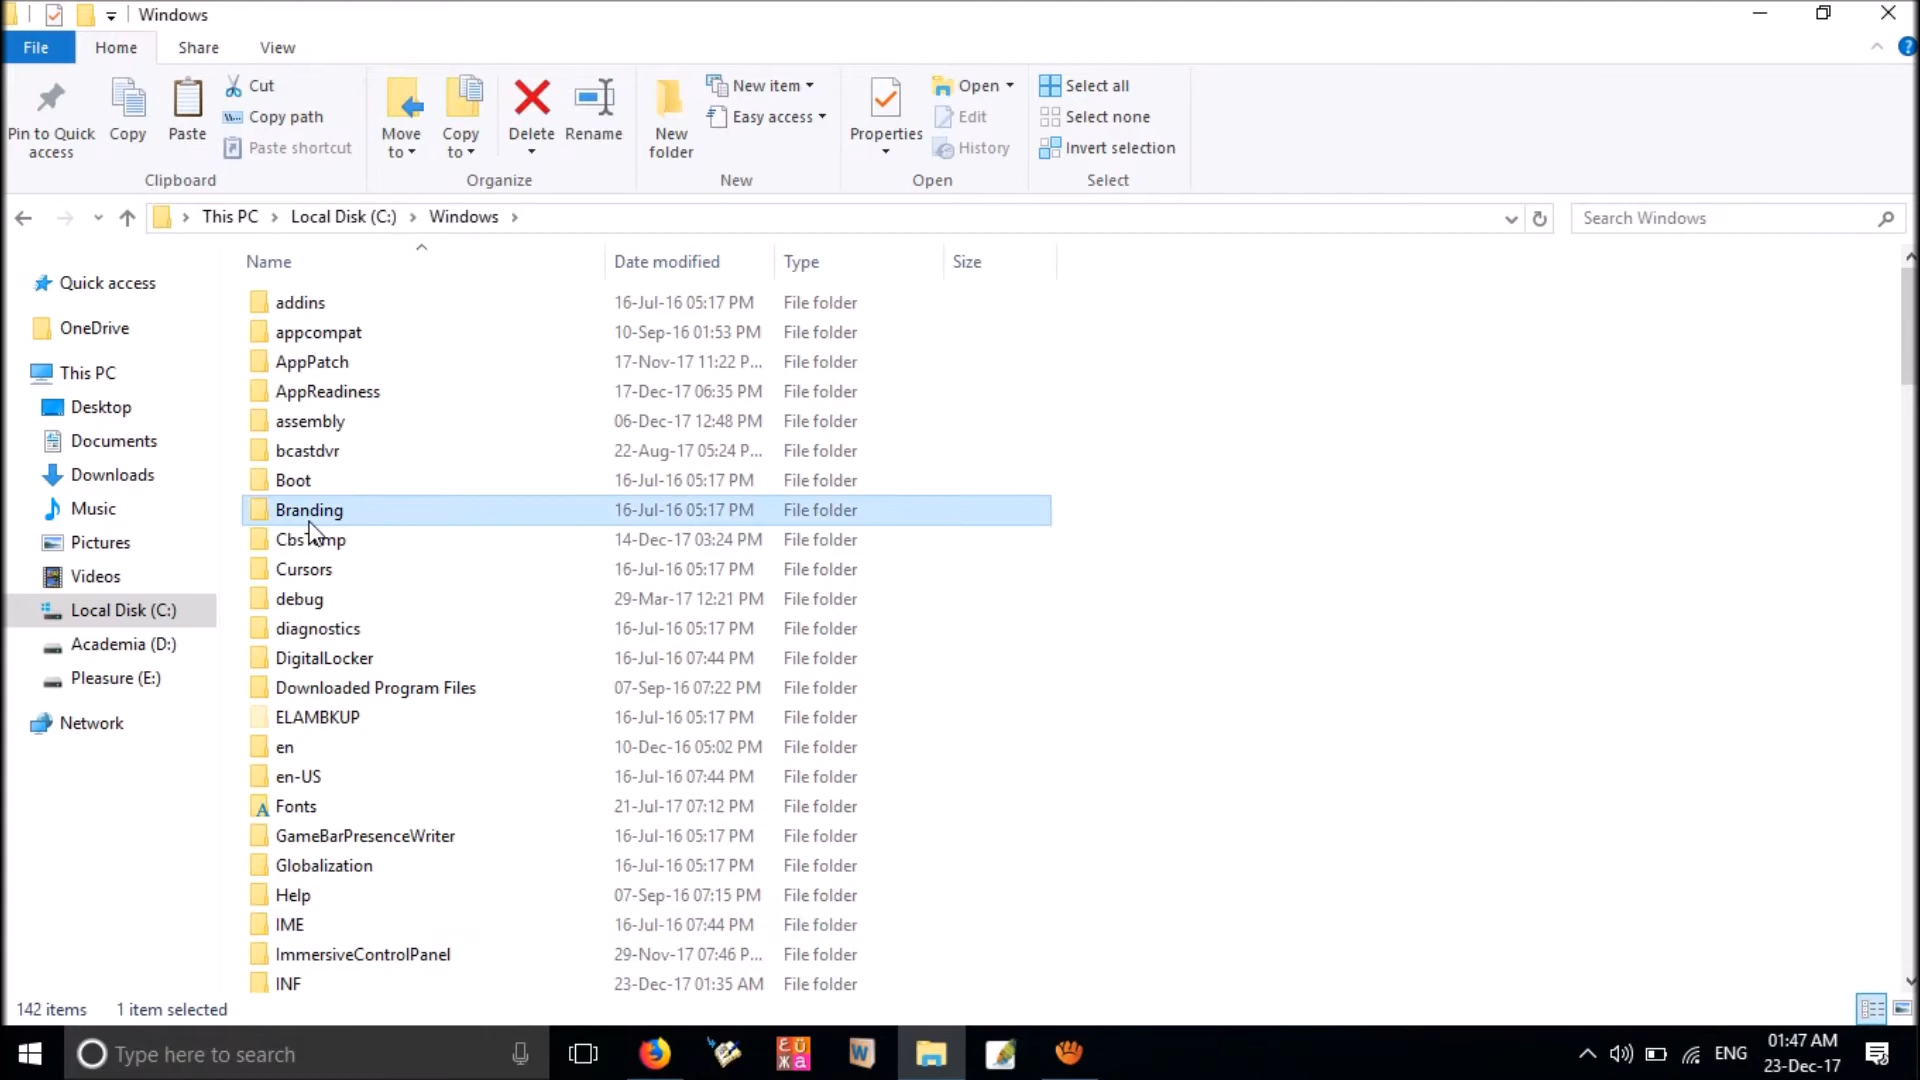 Windows
File Home Share View
Pin to Quick access
Copy
Paste
Cut
Copy path
Paste shortcut
Clipboard
Move to
Copy to
Delete
Rename
Organize
New folder
New item
Easy access
New
Properties
Open
Edit
History
Open
Select all
Select none
Invert selection
Select
This PC Local Disk (C:) Windows
Search Windows
Quick access
OneDrive
This PC
Desktop
Documents
Downloads
Music
Pictures
Videos
Local Disk (C:)
Academia (D:)
Pleasure (E:)
Network
Name Date modified Type Size
addins 16-Jul-16 05:17 PM File folder
appcompat 10-Sep-16 01:53 PM File folder
AppPatch 17-Nov-17 11:22 P... File folder
AppReadiness 17-Dec-17 06:35 PM File folder
assembly 06-Dec-17 12:48 PM File folder
bcastdvr 22-Aug-17 05:24 P... File folder
Boot 16-Jul-16 05:17 PM File folder
Branding 16-Jul-16 05:17 PM File folder
14-Dec-17 03:24 PM File folder
Cursors 16-Jul-16 05:17 PM File folder
debug 29-Mar-17 12:21 PM File folder
diagnostics 16-Jul-16 05:17 PM File folder
DigitalLocker 16-Jul-16 07:44 PM File folder
Downloaded Program Files 07-Sep-16 07:22 PM File folder
ELAMBKUP 16-Jul-16 05:17 PM File folder
en 10-Dec-16 05:02 PM File folder
en-US 16-Jul-16 07:44 PM File folder
Fonts 21-Jul-17 07:12 PM File folder
GameBarPresenceWriter 16-Jul-16 05:17 PM File folder
Globalization 16-Jul-16 05:17 PM File folder
Help 07-Sep-16 07:15 PM File folder
IME 16-Jul-16 07:44 PM File folder
ImmersiveControlPanel 29-Nov-17 07:46 P... File folder
INF 23-Dec-17 01:35 AM File folder
142 items 1 item selected
Type here to search
ENG
01:47 AM
23-Dec-17